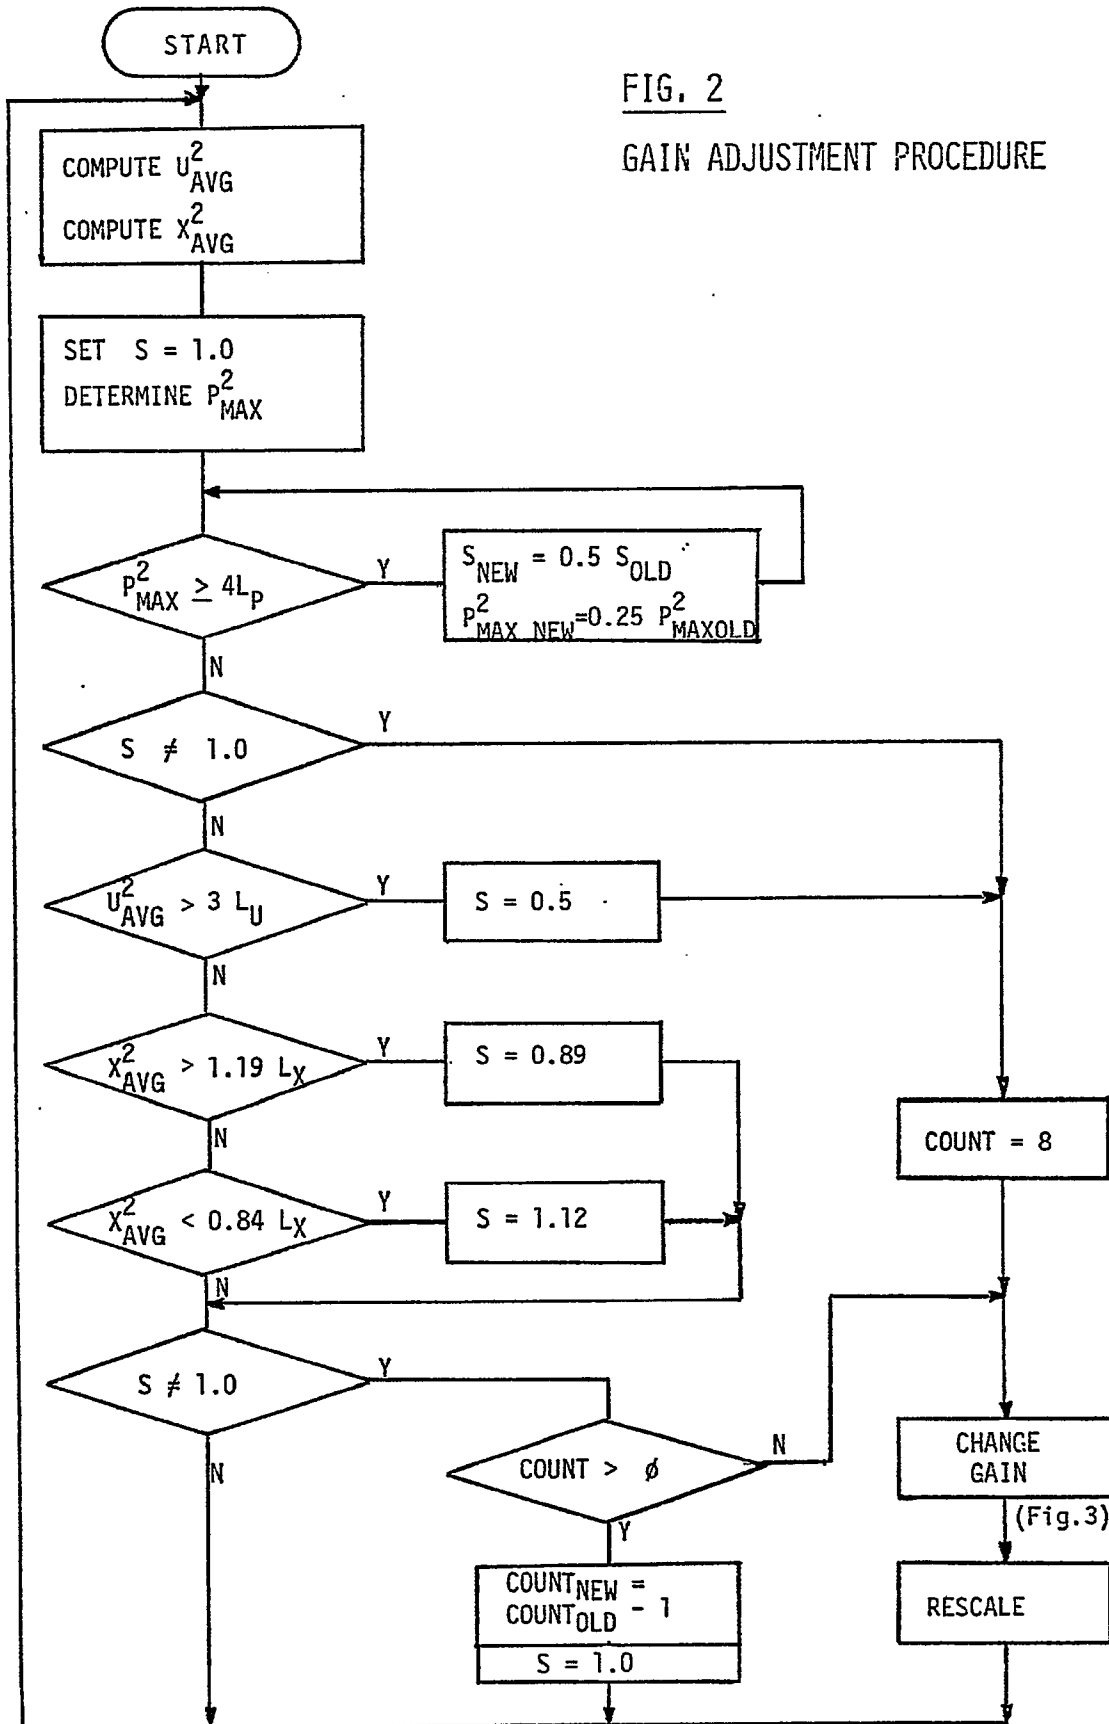 START
FIG. 2
GAIN ADJUSTMENT PROCEDURE
COMPUTE U²AVG
COMPUTE X²AVG
SET S = 1.0
DETERMINE P²MAX
P²MAX ≥ 4LP
Y
SNEW = 0.5 SOLD
P²MAX NEW=0.25 P²MAXOLD
N
S ≠ 1.0
Y
N
U²AVG > 3 LU
Y
S = 0.5
N
X²AVG > 1.19 LX
Y
S = 0.89
N
COUNT = 8
X²AVG < 0.84 LX
Y
S = 1.12
N
S ≠ 1.0
Y
N
COUNT > ø
N
Y
CHANGE
GAIN
(Fig.3)
COUNTNEW =
COUNTOLD - 1
S = 1.0
RESCALE